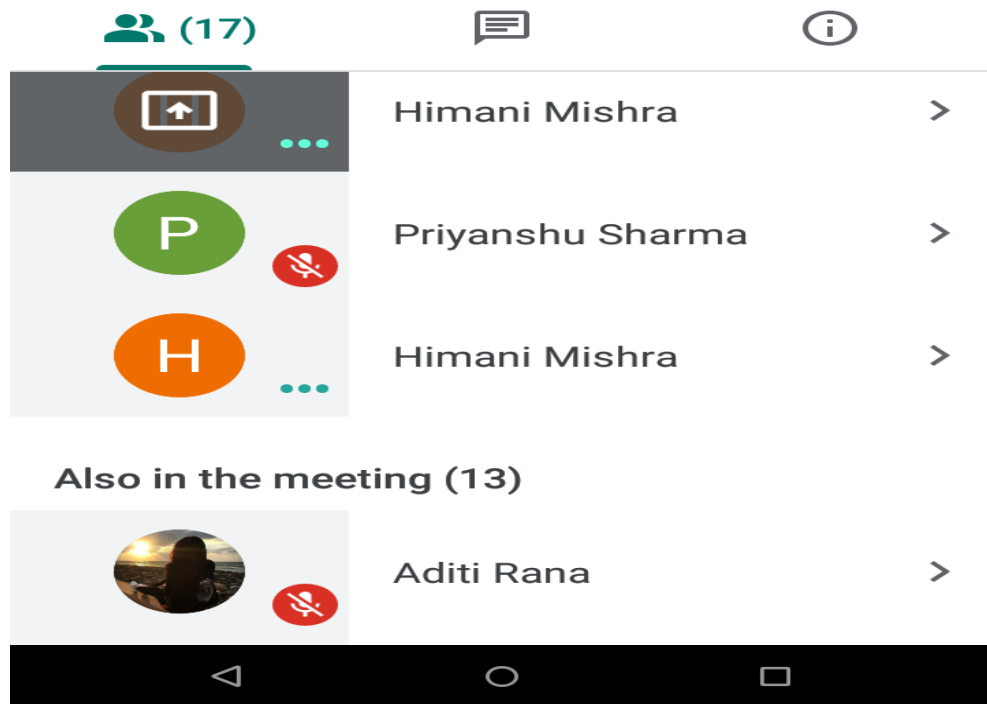 (17)
Himani Mishra
P
Priyanshu Sharma
H
Himani Mishra
Also in the meeting (13)
Aditi Rana